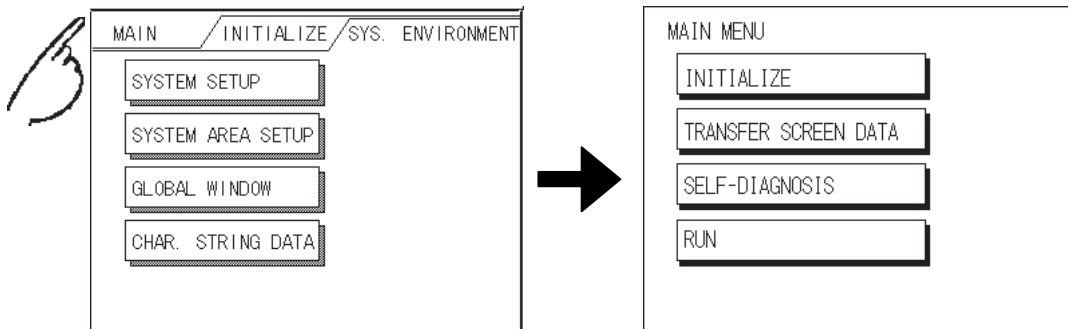 MAIN INITIALIZE SYS. ENVIRONMENT
SYSTEM SETUP
SYSTEM AREA SETUP
GLOBAL WINDOW
CHAR. STRING DATA
MAIN MENU
INITIALIZE
TRANSFER SCREEN DATA
SELF-DIAGNOSIS
RUN